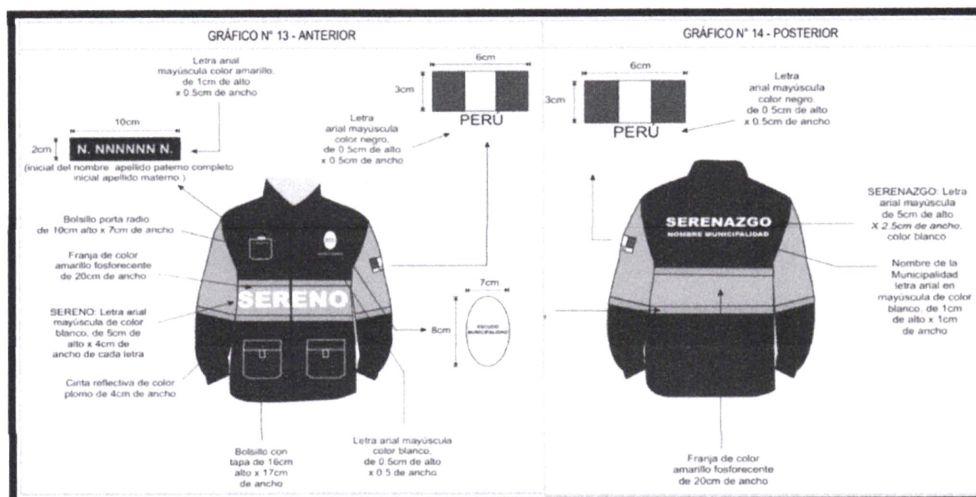 GRÁFICO N° 13 - ANTERIOR
Letra arial
mayúscula color amarillo,
de 1cm de alto
x 0.5cm de ancho
10cm
2cm
N. NNNNNN N.
(inicial del nombre apellido paterno completo
inicial apellido materno.)
6cm
3cm
PERÚ
Letra
arial mayúscula
color negro,
de 0.5cm de alto
x 0.5cm de ancho
Bolsillo porta radio
de 10cm alto x 7cm de ancho
Franja de color
amarillo fosforecente
de 20cm de ancho
SERENO: Letra arial
mayúscula de color
blanco, de 5cm de
alto x 4cm de
ancho de cada letra
Cinta reflectiva de color
plomo de 4cm de ancho
SERENO
7cm
8cm
ESCUDO
MUNICIPALIDAD
Bolsillo con
tapa de 16cm
alto x 17cm
de ancho
Letra arial mayúscula
color blanco,
de 0.5cm de alto
x 0.5 de ancho
GRÁFICO N° 14 - POSTERIOR
6cm
3cm
PERÚ
Letra
arial mayúscula
color negro,
de 0.5cm de alto
x 0.5cm de ancho
SERENAZGO
NOMBRE MUNICIPALIDAD
SERENAZGO: Letra
arial mayúscula
de 5cm de alto
X 2.5cm de ancho,
color blanco
Nombre de la
Municipalidad
letra arial en
mayúscula de color
blanco, de 1cm
de alto x 1cm
de ancho
Franja de color
amarillo fosforecente
de 20cm de ancho